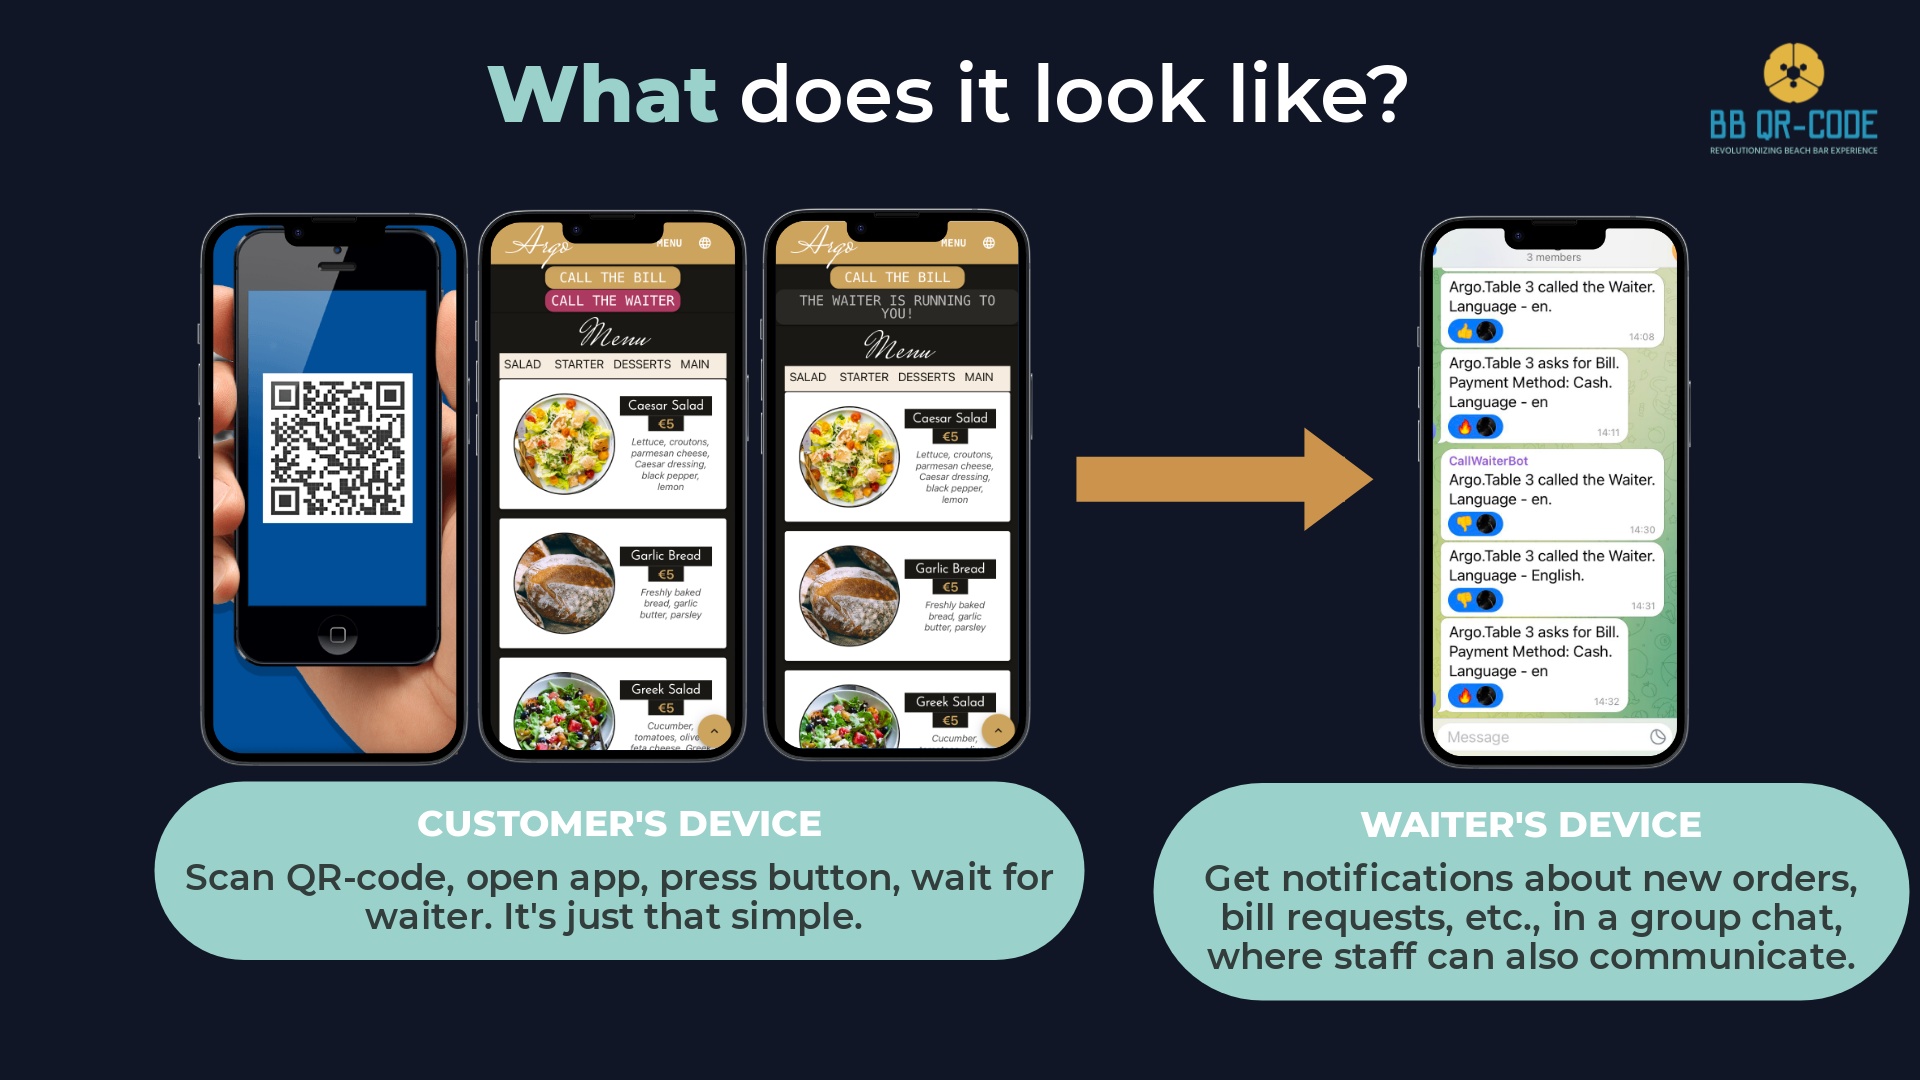 What does it look like?
BB QR-CODE
REVOLUTIONIZING BEACH BAR EXPERIENCE
Argo
MENU
CALL THE BILL
CALL THE WAITER
Menu
SALAD STARTER DESSERTS MAIN
Caesar Salad
€5
Lettuce, croutons,
parmesan cheese,
Caesar dressing,
black pepper,
lemon
Garlic Bread
€5
Freshly baked
bread, garlic
butter, parsley
Greek Salad
€5
Cucumber,
tomatoes, olive
feta cheese, Greek
Argo
MENU
CALL THE BILL
THE WAITER IS RUNNING TO
YOU!
Menu
SALAD STARTER DESSERTS MAIN
Caesar Salad
€5
Lettuce, croutons,
parmesan cheese,
Caesar dressing,
black pepper,
lemon
Garlic Bread
€5
Freshly baked
bread, garlic
butter, parsley
Greek Salad
€5
Cucumber,
3 members
Argo.Table 3 called the Waiter.
Language - en.
14:08
Argo.Table 3 asks for Bill.
Payment Method: Cash.
Language - en
14:11
CallWaiterBot
Argo.Table 3 called the Waiter.
Language - en.
14:30
Argo.Table 3 called the Waiter.
Language - English.
14:31
Argo.Table 3 asks for Bill.
Payment Method: Cash.
Language - en
14:32
Message
CUSTOMER'S DEVICE
Scan QR-code, open app, press button, wait for
waiter. It's just that simple.
WAITER'S DEVICE
Get notifications about new orders,
bill requests, etc., in a group chat,
where staff can also communicate.